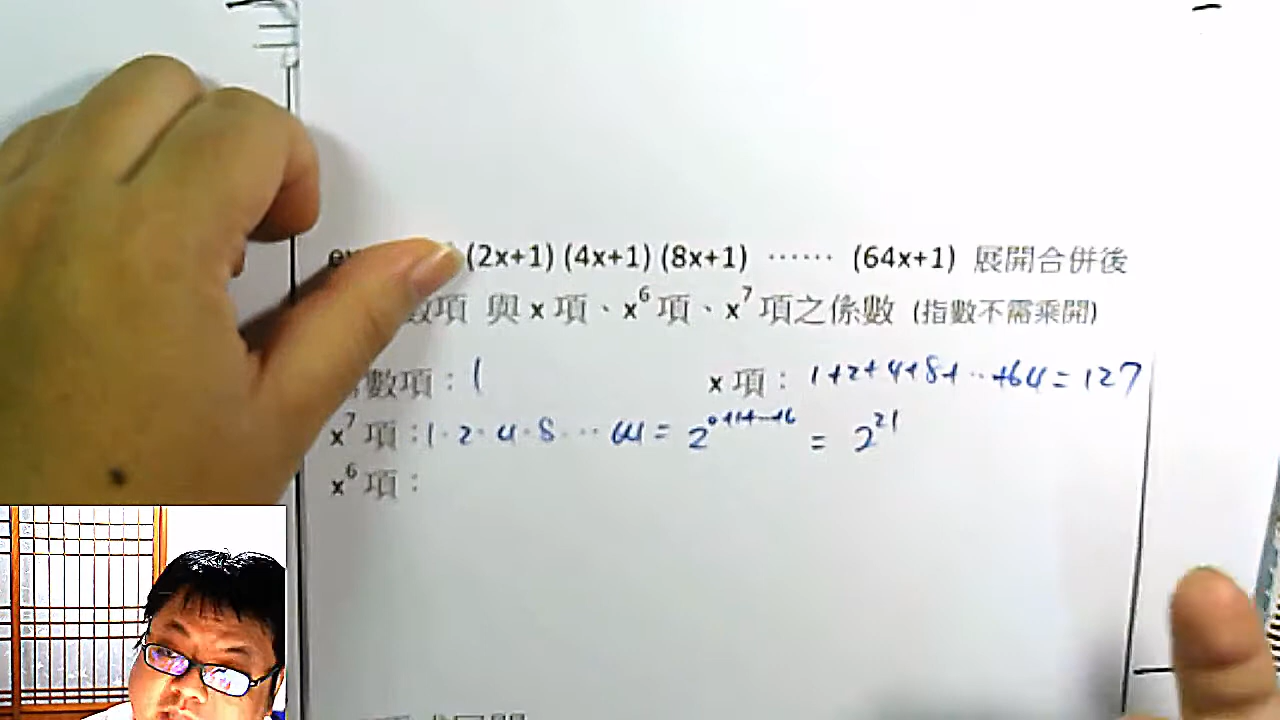 (2x+1) (4x+1) (8x+1) ⋯⋯ (64x+1) 展開合併後
數項 與 x 項、x⁶ 項、x⁷ 項之係數 (指數不需乘開)
數項：1 x 項：1+2+4+8+⋯+64=127
x⁷ 項：1·2·4·8⋯64=2⁰⁺¹⁺⋯⁺⁶=2²¹
x⁶ 項：